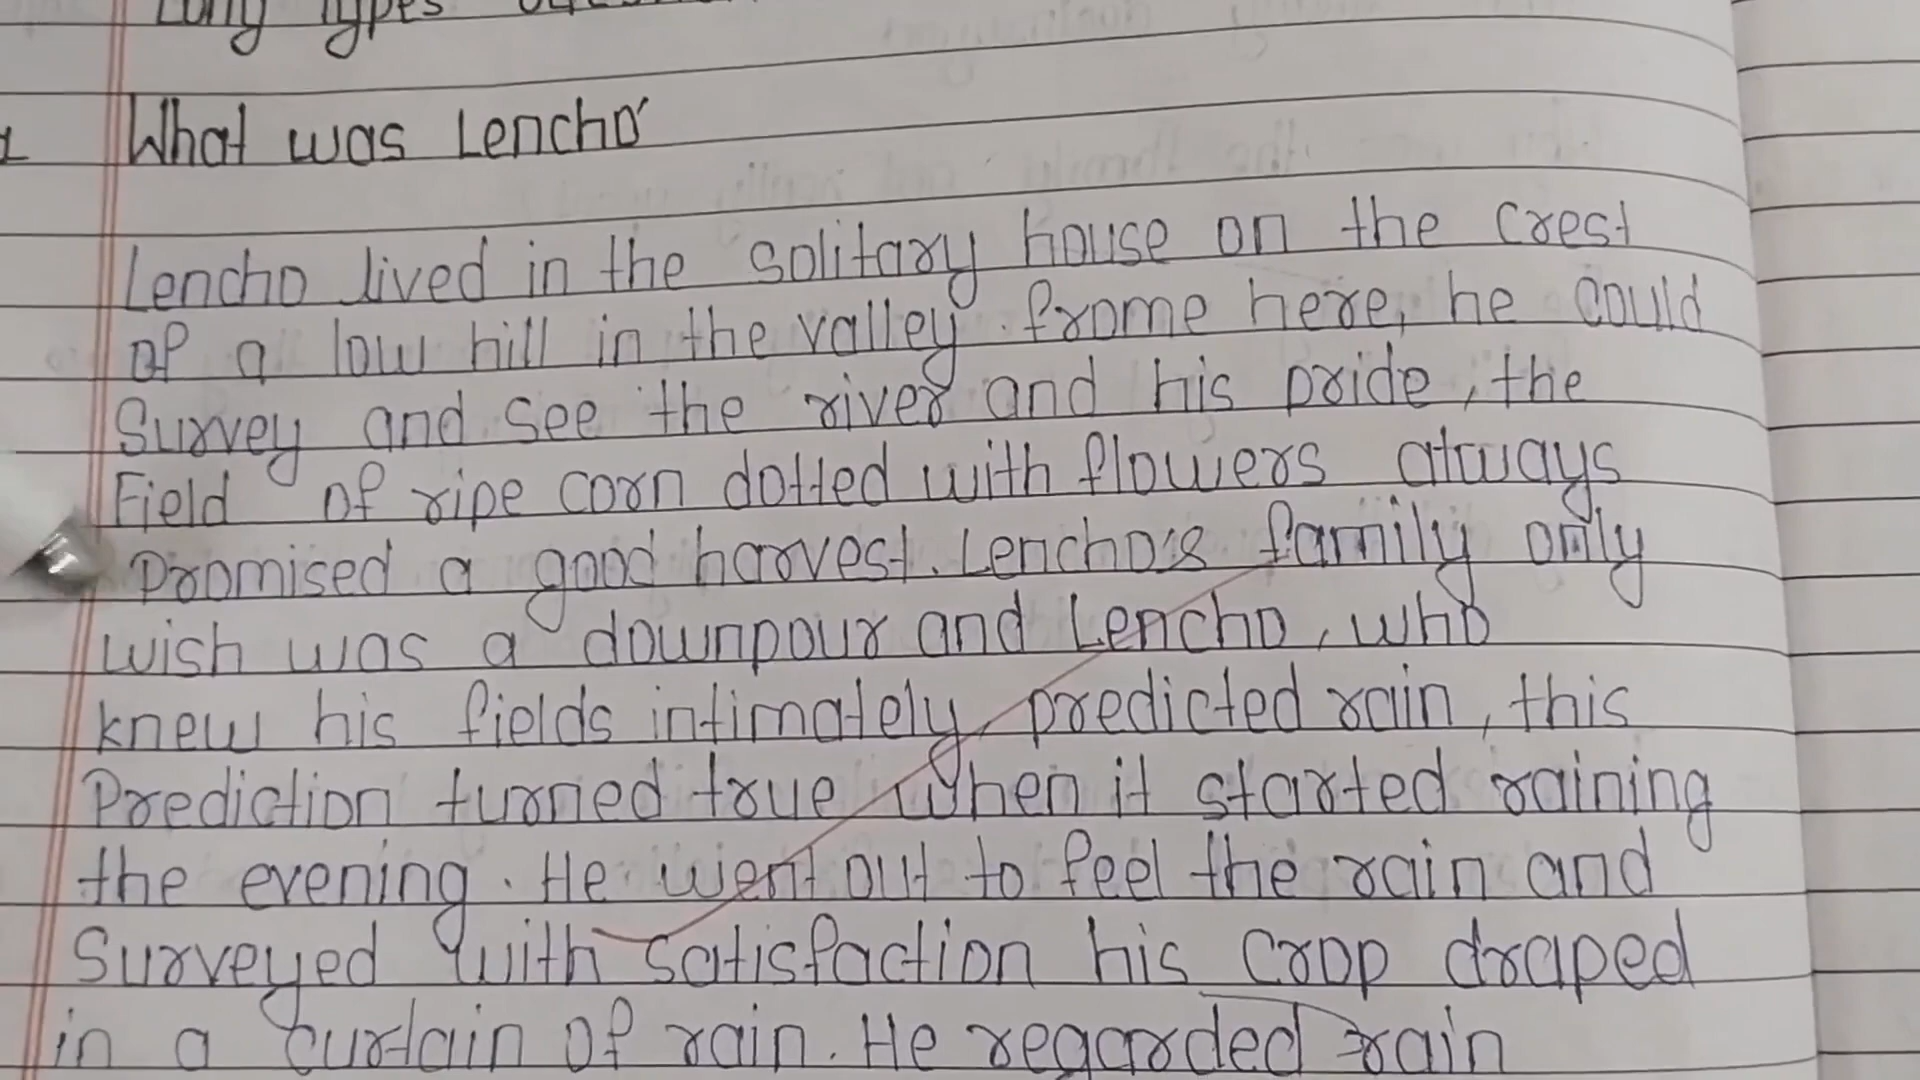 Long Types
1 What was Lencho'
Lencho lived in the solitary house on the crest
of a low hill in the valley. frome here, he could
Survey and see the river and his pride, the
Field of ripe corn dotted with flowers always
Promised a good harvest. Lencho's family only
wish was a downpour and Lencho, who
knew his fields intimately, predicted rain, this
Prediction turned true when it started raining
the evening. He went out to feel the rain and
Surveyed with satisfaction his crop draped
in a curtain of rain. He regarded rain